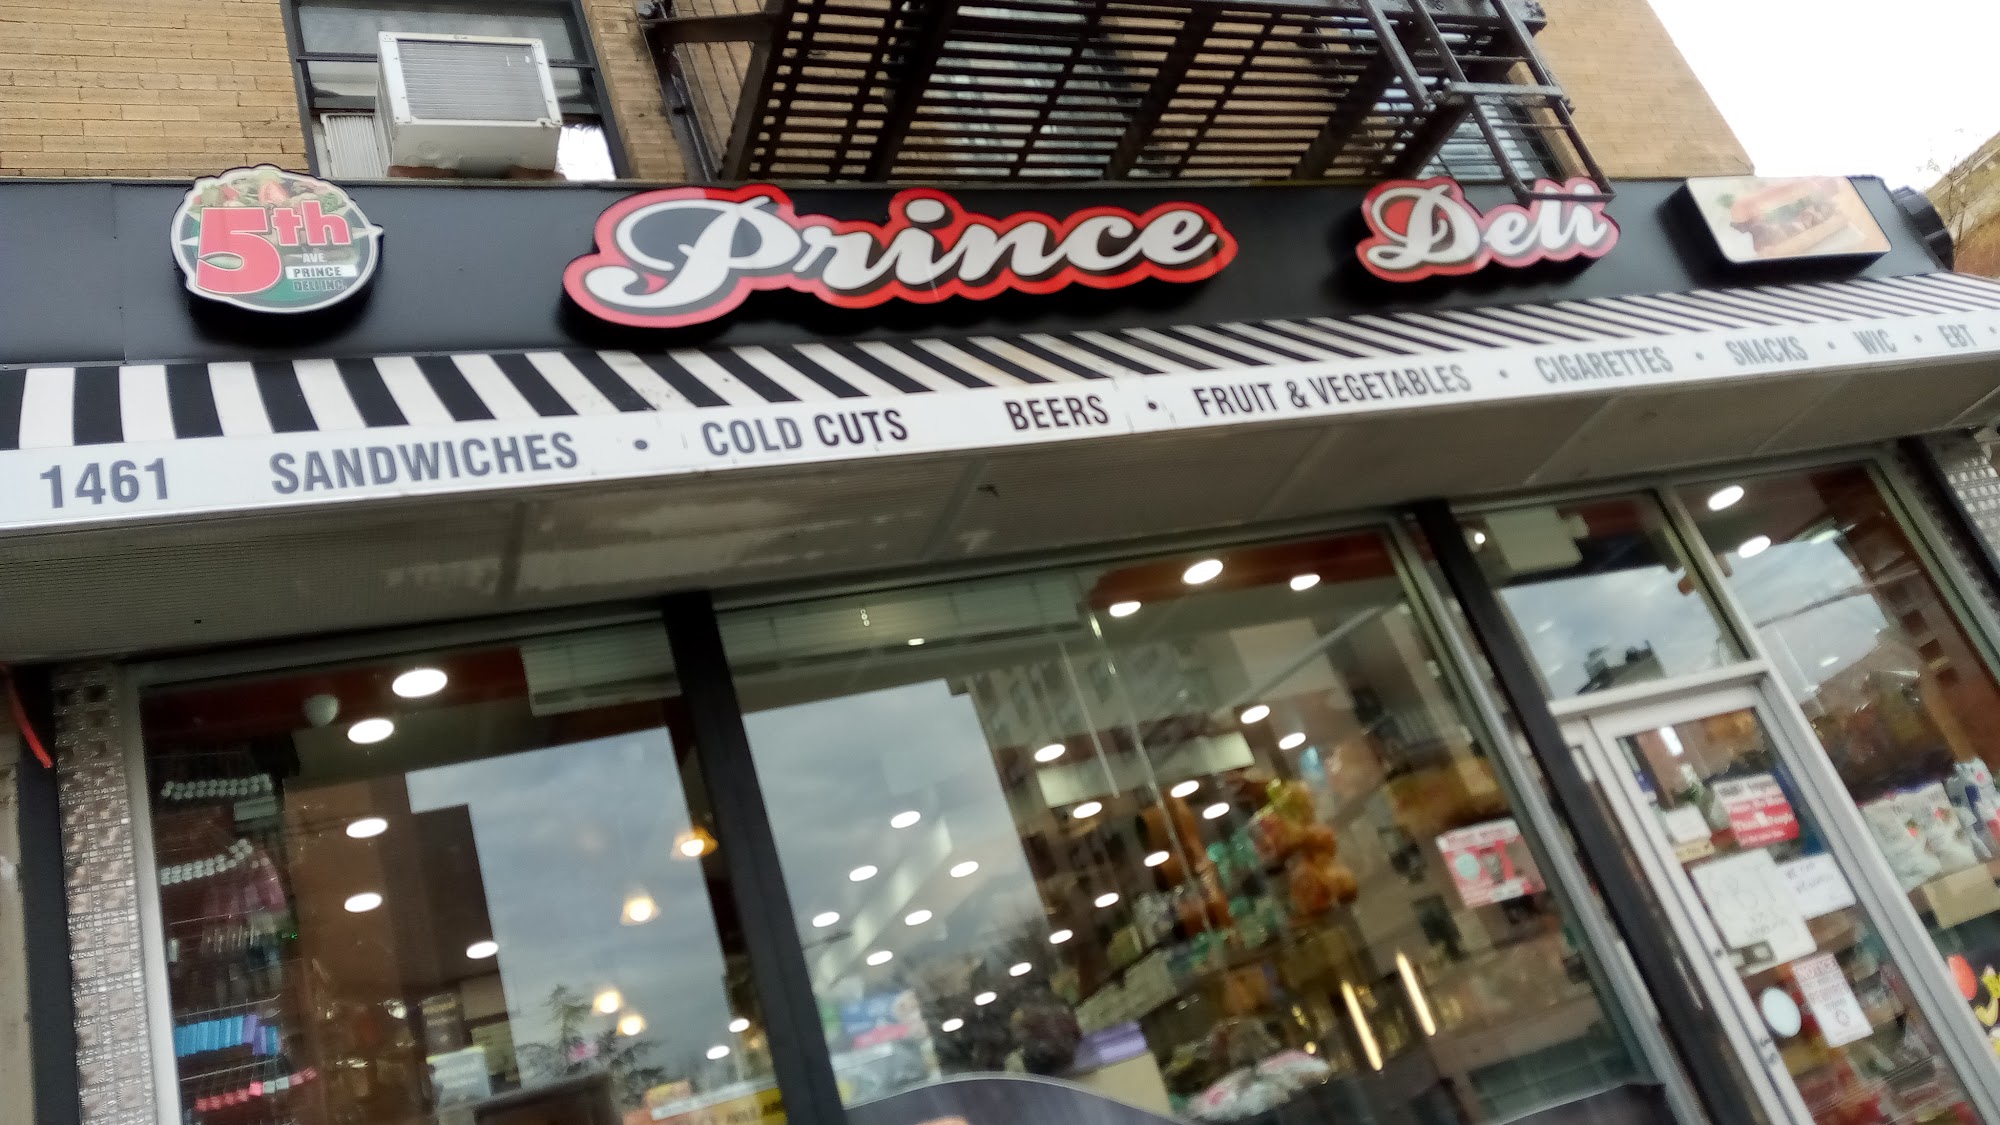 5th
AVE.
PRINCE
DELI INC.
Prince Deli
1461 SANDWICHES • COLD CUTS BEERS • FRUIT & VEGETABLES • CIGARETTES • SNACKS • WIC • EBT •